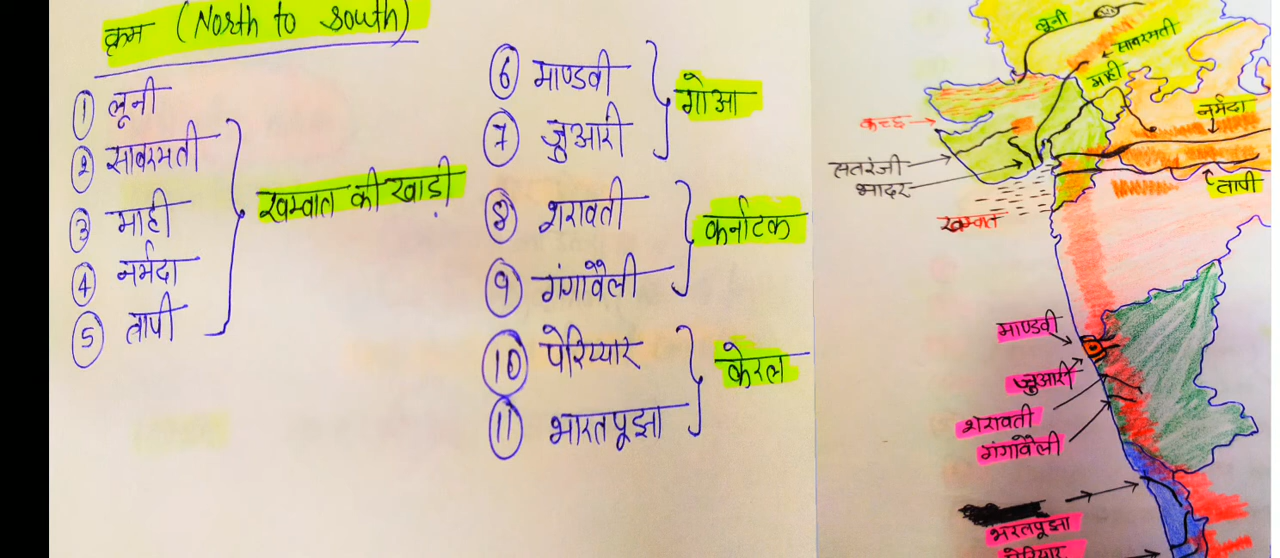 क्रम (North to south)
① लूनी
② साबरमती
③ माही
④ नर्मदा
⑤ तापी
खम्बात की खाड़ी
⑥ माण्डवी
⑦ जुआरी
गोआ
⑧ शरावती
⑨ गंगावैली
कर्नाटक
⑩ पेरियार
⑪ भारतपूझा
केरल
लूनी
साबरमती
माही
नर्मदा
कच्छ
सतरंजी
भादर
तापी
खम्बात
माण्डवी
जुआरी
शरावती
गंगावैली
भरतपूझा
पेरियार